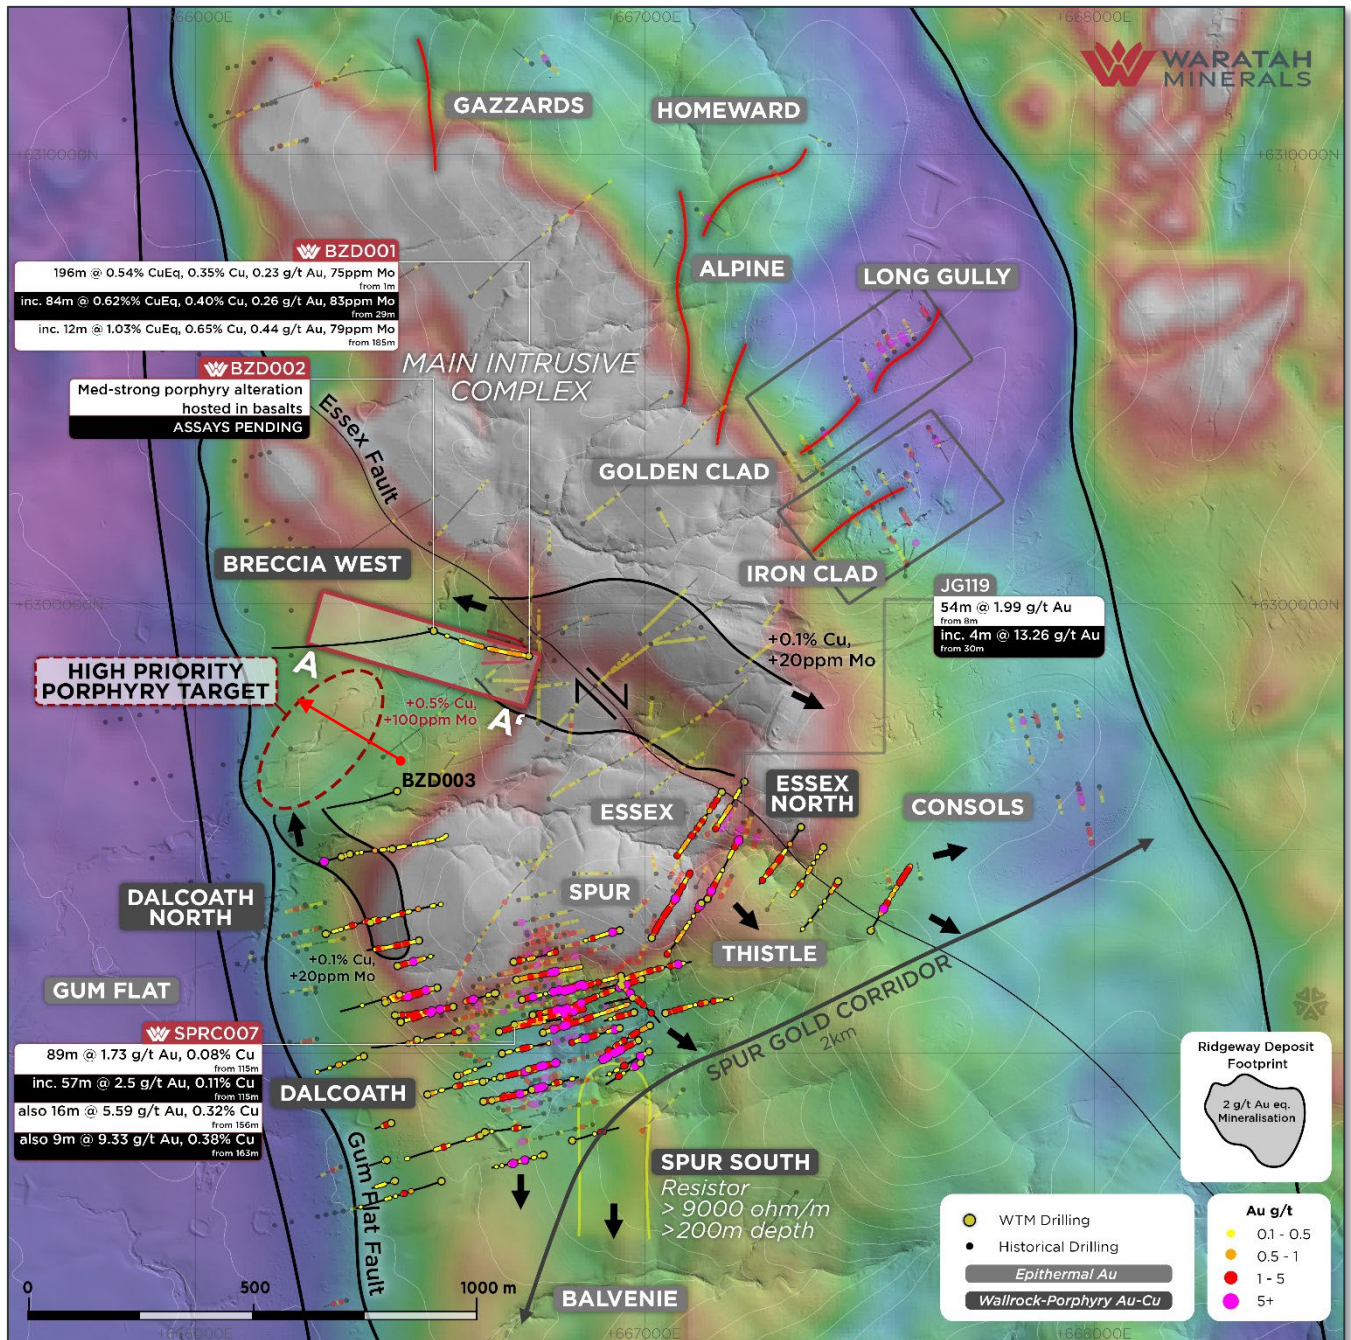 666000E
667000E
668000E
WARATAH
MINERALS
GAZZARDS
HOMEWARD
+6310000N
+6310000N
BZD001
196m @ 0.54% CuEq, 0.35% Cu, 0.23 g/t Au, 75ppm Mo
from 1m
inc. 84m @ 0.62%% CuEq, 0.40% Cu, 0.26 g/t Au, 83ppm Mo
from 29m
inc. 12m @ 1.03% CuEq, 0.65% Cu, 0.44 g/t Au, 79ppm Mo
from 185m
ALPINE
LONG GULLY
MAIN INTRUSIVE
COMPLEX
BZD002
Med-strong porphyry alteration
hosted in basalts
ASSAYS PENDING
Essex Fault
GOLDEN CLAD
BRECCIA WEST
IRON CLAD
JG119
54m @ 1.99 g/t Au
from 8m
inc. 4m @ 13.26 g/t Au
from 30m
+6300000N
+6300000N
+0.1% Cu,
+20ppm Mo
A
HIGH PRIORITY
PORPHYRY TARGET
+0.5% Cu,
+100ppm Mo
A'
BZD003
ESSEX
ESSEX
NORTH
CONSOLS
DALCOATH
NORTH
SPUR
THISTLE
+0.1% Cu,
+20ppm Mo
GUM FLAT
SPUR GOLD CORRIDOR
2km
SPRC007
89m @ 1.73 g/t Au, 0.08% Cu
from 115m
inc. 57m @ 2.5 g/t Au, 0.11% Cu
from 115m
also 16m @ 5.59 g/t Au, 0.32% Cu
from 156m
also 9m @ 9.33 g/t Au, 0.38% Cu
from 163m
DALCOATH
Gum Flat Fault
SPUR SOUTH
Resistor
> 9000 ohm/m
>200m depth
Ridgeway Deposit
Footprint
2 g/t Au eq.
Mineralisation
WTM Drilling
Historical Drilling
Epithermal Au
Wallrock-Porphyry Au-Cu
Au g/t
0.1 - 0.5
0.5 - 1
1 - 5
5+
0
500
1000 m
BALVENIE
666000E
667000E
668000E